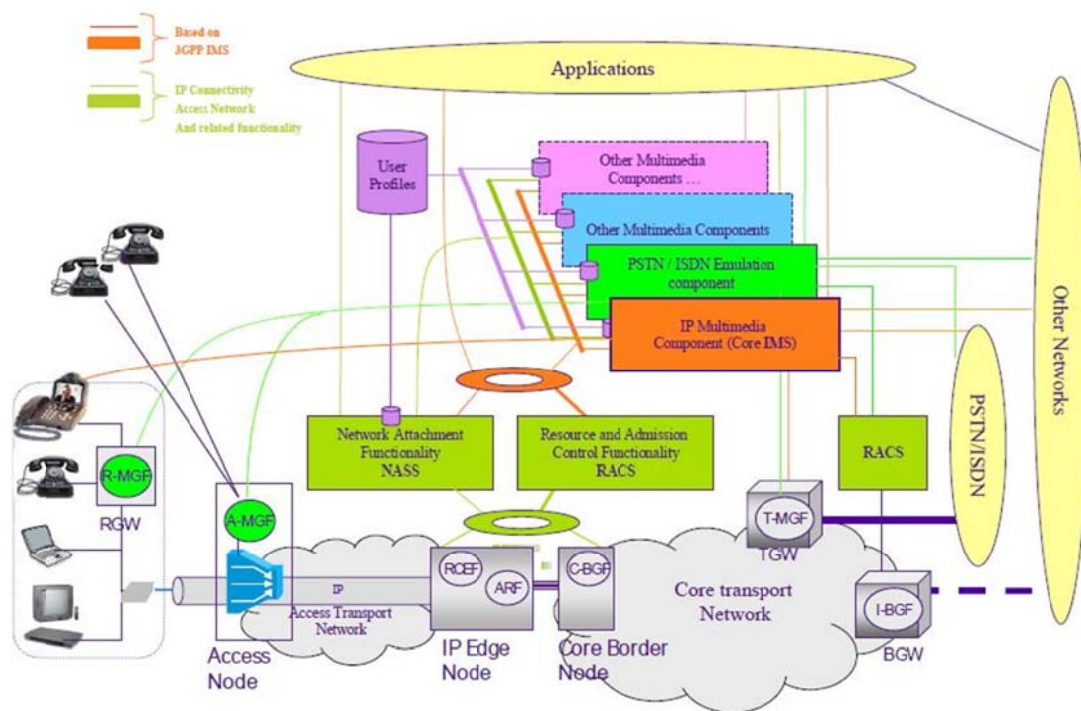 Based on
3GPP IMS
IP Connectivity
Access Network
And related functionality
Applications
User
Profiles
Other Multimedia
Components …
Other Multimedia Components
PSTN / ISDN Emulation
component
IP Multimedia
Component (Core IMS)
Other Networks
PSTN/ISDN
Network Attachment
Functionality
NASS
Resource and Admission
Control Functionality
RACS
RACS
R-MGF
RGW
A-MGF
T-MGF
TGW
RCEF
ARF
C-BGF
I-BGF
BGW
IP
Access Transport
Network
Core transport
Network
Access
Node
IP Edge
Node
Core Border
Node